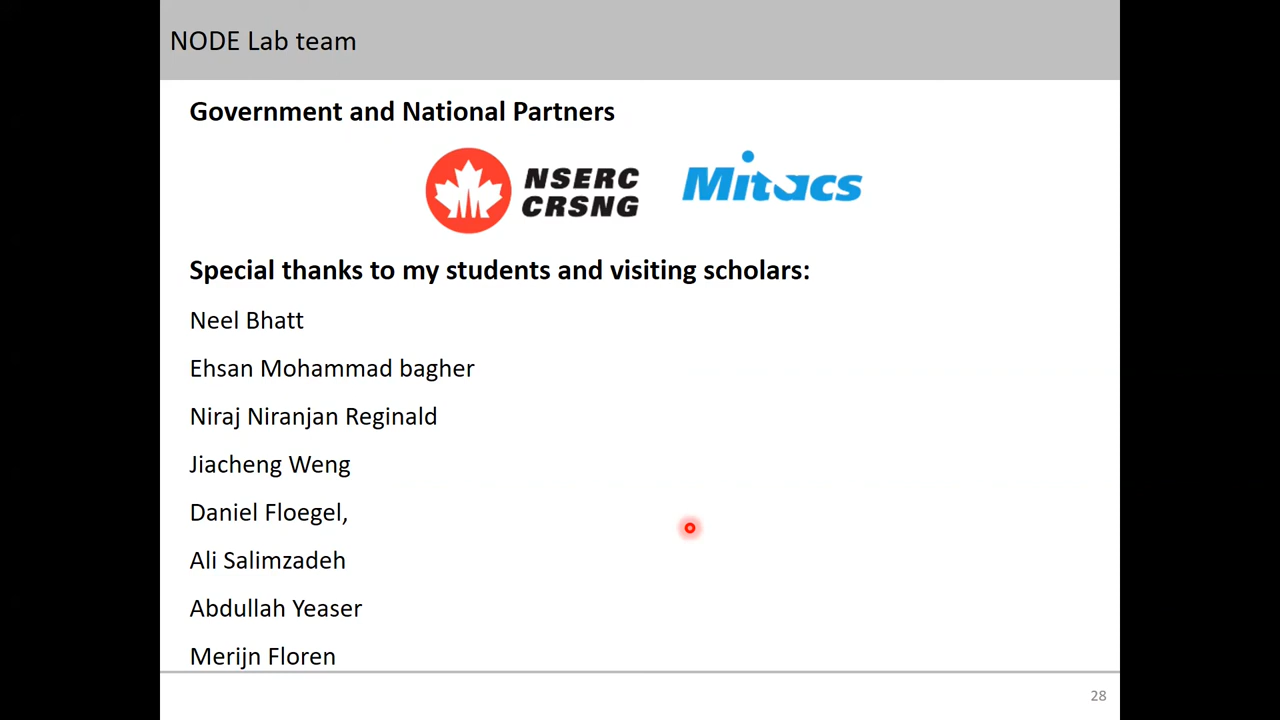 NODE Lab team
Government and National Partners
NSERC
CRSNG
Mitacs
Special thanks to my students and visiting scholars:
Neel Bhatt
Ehsan Mohammad bagher
Niraj Niranjan Reginald
Jiacheng Weng
Daniel Floegel,
Ali Salimzadeh
Abdullah Yeaser
Merijn Floren
28